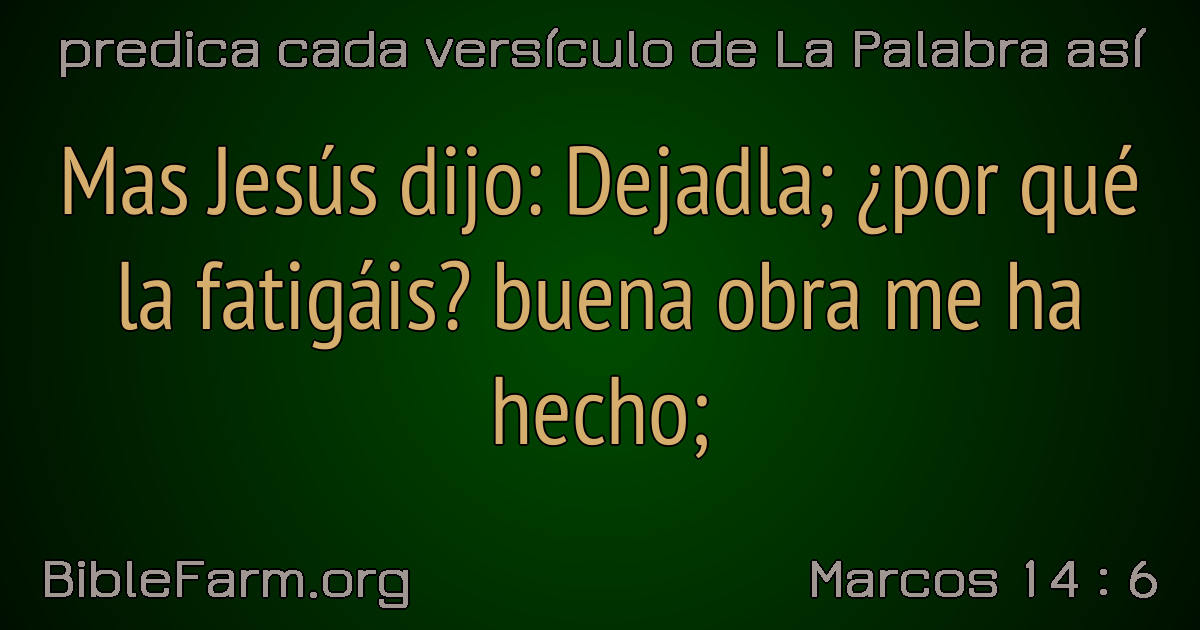 predica cada versículo de La Palabra así
Mas Jesús dijo: Dejadla; ¿por qué
la fatigáis? buena obra me ha
hecho;
BibleFarm.org
Marcos 14 : 6